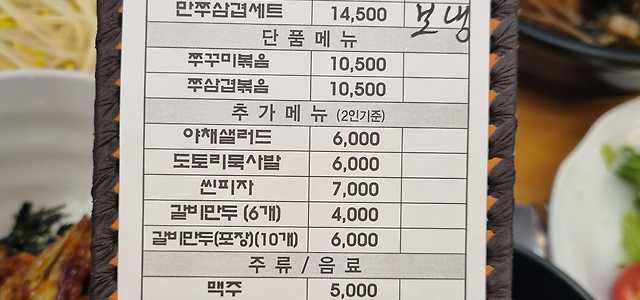 만쭈삼겹세트 14,500 보냉
단품메뉴
쭈꾸미볶음 10,500
쭈삼겹볶음 10,500
추가메뉴 (2인기준)
야채샐러드 6,000
도토리묵사발 6,000
씬피자 7,000
갈비만두 (6개) 4,000
갈비만두(포장)(10개) 6,000
주류/음료
맥주 5,000